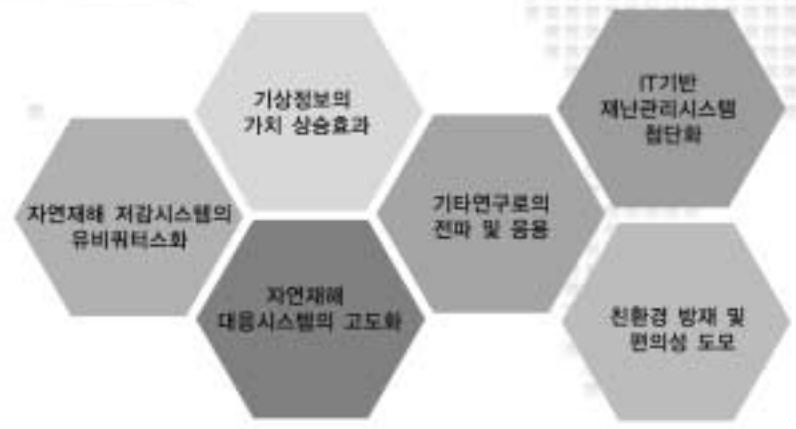 기상정보의
가치 상승효과
IT기반
재난관리시스템
첨단화
자연재해 저감시스템의
유비쿼터스화
기타연구로의
전파 및 응용
자연재해
대응시스템의 고도화
친환경 방재 및
편의성 도모